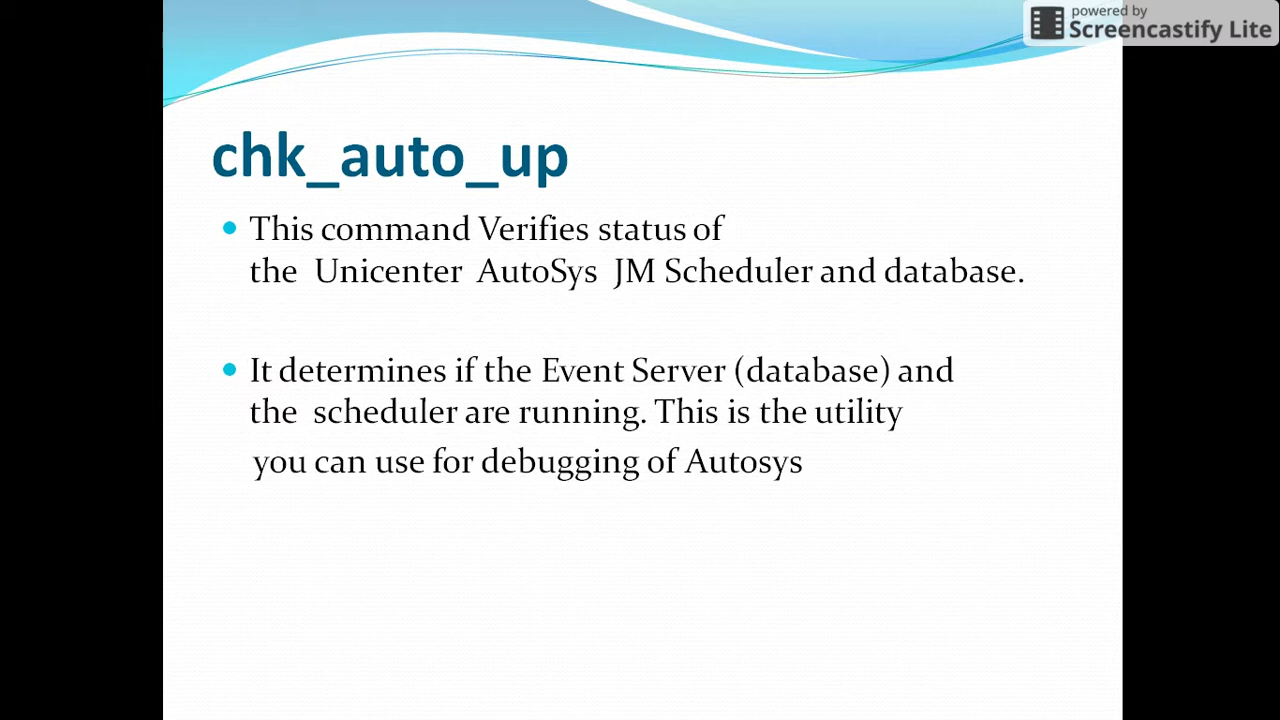 powered by
Screencastify Lite
chk_auto_up
This command Verifies status of
the Unicenter AutoSys JM Scheduler and database.
It determines if the Event Server (database) and
the scheduler are running. This is the utility
you can use for debugging of Autosys